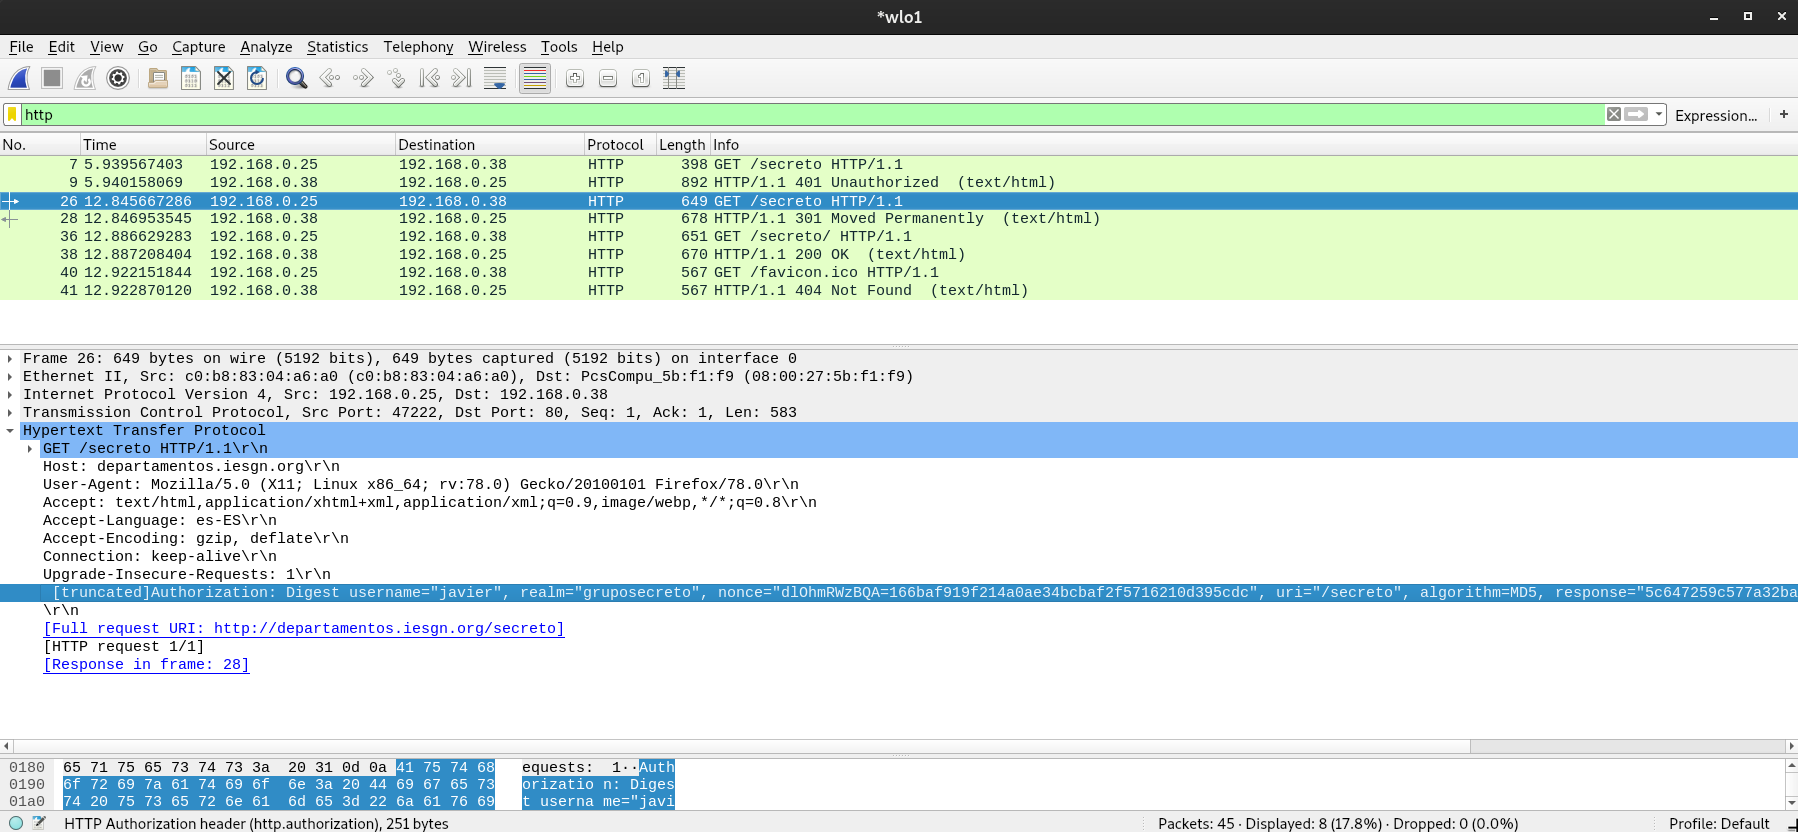 *wlo1
File Edit View Go Capture Analyze Statistics Telephony Wireless Tools Help
http
Expression... +
No. Time Source Destination Protocol Length Info
7 5.939567403 192.168.0.25 192.168.0.38 HTTP 398 GET /secreto HTTP/1.1
9 5.940158069 192.168.0.38 192.168.0.25 HTTP 892 HTTP/1.1 401 Unauthorized (text/html)
26 12.845667286 192.168.0.25 192.168.0.38 HTTP 649 GET /secreto HTTP/1.1
28 12.846953545 192.168.0.38 192.168.0.25 HTTP 678 HTTP/1.1 301 Moved Permanently (text/html)
36 12.886629283 192.168.0.25 192.168.0.38 HTTP 651 GET /secreto/ HTTP/1.1
38 12.887208404 192.168.0.38 192.168.0.25 HTTP 670 HTTP/1.1 200 OK (text/html)
40 12.922151844 192.168.0.25 192.168.0.38 HTTP 567 GET /favicon.ico HTTP/1.1
41 12.922870120 192.168.0.38 192.168.0.25 HTTP 567 HTTP/1.1 404 Not Found (text/html)
Frame 26: 649 bytes on wire (5192 bits), 649 bytes captured (5192 bits) on interface 0
Ethernet II, Src: c0:b8:83:04:a6:a0 (c0:b8:83:04:a6:a0), Dst: PcsCompu_5b:f1:f9 (08:00:27:5b:f1:f9)
Internet Protocol Version 4, Src: 192.168.0.25, Dst: 192.168.0.38
Transmission Control Protocol, Src Port: 47222, Dst Port: 80, Seq: 1, Ack: 1, Len: 583
Hypertext Transfer Protocol
GET /secreto HTTP/1.1\r\n
Host: departamentos.iesgn.org\r\n
User-Agent: Mozilla/5.0 (X11; Linux x86_64; rv:78.0) Gecko/20100101 Firefox/78.0\r\n
Accept: text/html,application/xhtml+xml,application/xml;q=0.9,image/webp,*/*;q=0.8\r\n
Accept-Language: es-ES\r\n
Accept-Encoding: gzip, deflate\r\n
Connection: keep-alive\r\n
Upgrade-Insecure-Requests: 1\r\n
[truncated]Authorization: Digest username="javier", realm="gruposecreto", nonce="dlOhmRWzBQA=166baf919f214a0ae34bcbaf2f5716210d395cdc", uri="/secreto", algorithm=MD5, response="5c647259c577a32ba
\r\n
[Full request URI: http://departamentos.iesgn.org/secreto]
[HTTP request 1/1]
[Response in frame: 28]
0180 65 71 75 65 73 74 73 3a 20 31 0d 0a 41 75 74 68 equests: 1··Auth
0190 6f 72 69 7a 61 74 69 6f 6e 3a 20 44 69 67 65 73 orizatio n: Diges
01a0 74 20 75 73 65 72 6e 61 6d 65 3d 22 6a 61 76 69 t userna me="javi
HTTP Authorization header (http.authorization), 251 bytes
Packets: 45 · Displayed: 8 (17.8%) · Dropped: 0 (0.0%)
Profile: Default